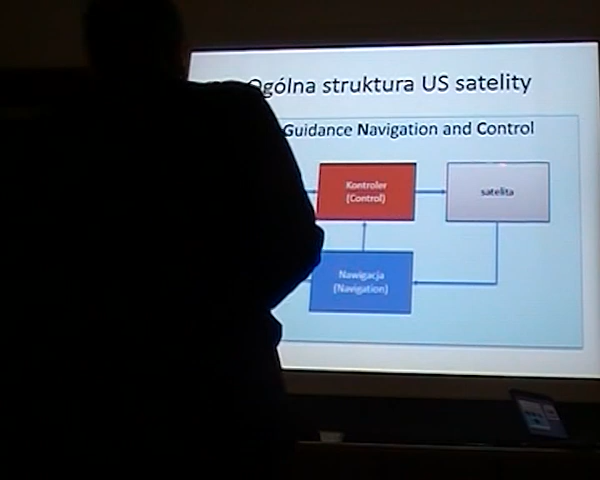 Ogólna struktura US satelity
Guidance Navigation and Control
Kontroler
(Control)
satelita
Nawigacja
(Navigation)